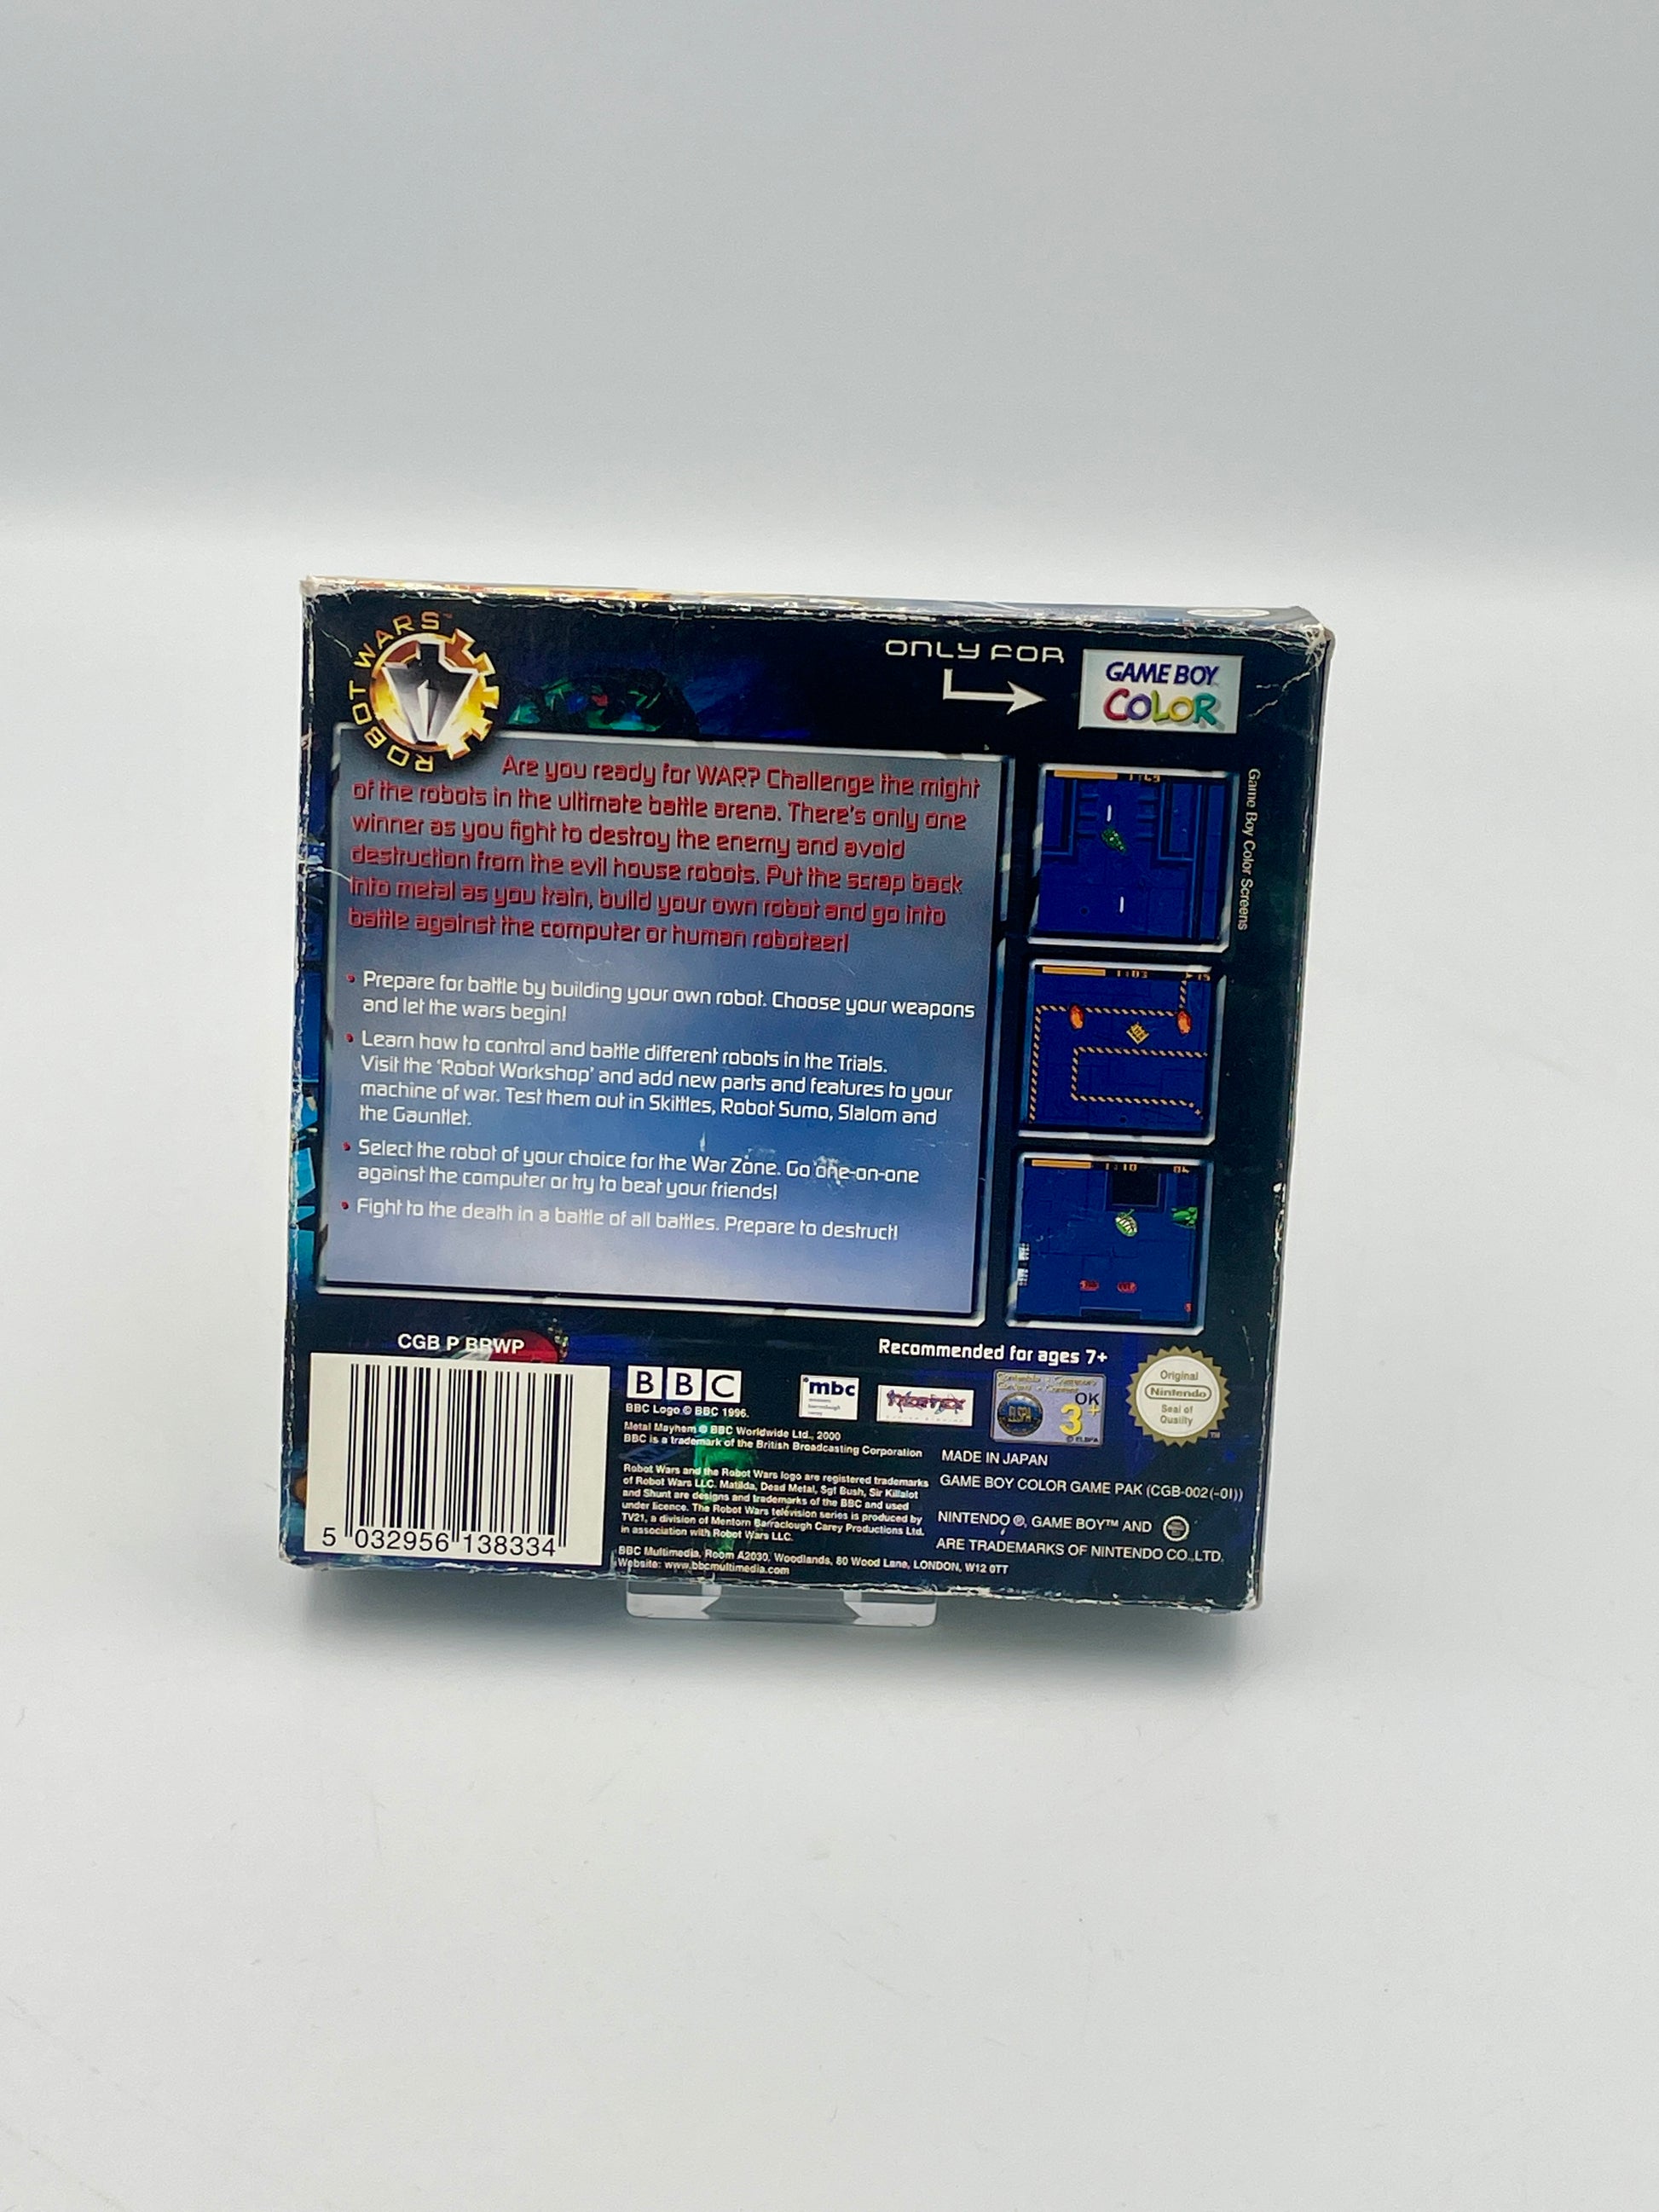 ROBOT WARS™
ONLY FOR
GAME BOY
COLOR
Are you ready for WAR? Challenge the might
of the robots in the ultimate battle arena. There's only one
winner as you fight to destroy the enemy and avoid
destruction from the evil house robots. Put the scrap back
into metal as you train, build your own robot and go into
battle against the computer or human roboteer!
• Prepare for battle by building your own robot. Choose your weapons
and let the wars begin!
• Learn how to control and battle different robots in the Trials.
Visit the 'Robot Workshop' and add new parts and features to your
machine of war. Test them out in Skittles, Robot Sumo, Slalom and
the Gauntlet.
• Select the robot of your choice for the War Zone. Go one-on-one
against the computer or try to beat your friends!
• Fight to the death in a battle of all battles. Prepare to destruct!
Game Boy Color Screens
1:03
1:10
CGB P BRWP
5 032956 138334
Recommended for ages 7+
BBC
BBC Logo © BBC 1996.
mbc
ELSPA
OK
3+
© ELSPA
Original
Nintendo
Seal of
Quality
TM
Metal Mayhem © BBC Worldwide Ltd., 2000
BBC is a trademark of the British Broadcasting Corporation
Robot Wars and the Robot Wars logo are registered trademarks
of Robot Wars LLC. Matilda, Dead Metal, Sgt Bush, Sir Killalot
and Shunt are designs and trademarks of the BBC and used
under licence. The Robot Wars television series is produced by
TV21, a division of Mentorn Barraclough Carey Productions Ltd.
in association with Robot Wars LLC.
BBC Multimedia, Room A2030, Woodlands, 80 Wood Lane, LONDON, W12 0TT
Website: www.bbcmultimedia.com
MADE IN JAPAN
GAME BOY COLOR GAME PAK (CGB-002(-01))
NINTENDO ®, GAME BOY™ AND
ARE TRADEMARKS OF NINTENDO CO.,LTD.